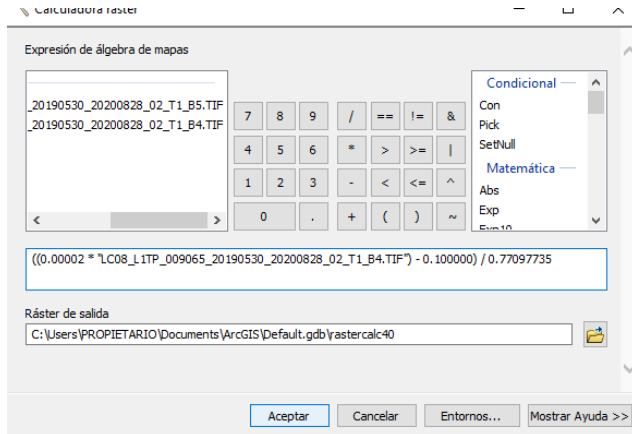 Calculadora raster
Expresión de álgebra de mapas
_20190530_20200828_02_T1_B5.TIF
_20190530_20200828_02_T1_B4.TIF
7 8 9 / == != &
4 5 6 * > >= |
1 2 3 - < <= ^
0 . + ( ) ~
Condicional
Con
Pick
SetNull
Matemática
Abs
Exp
Exp10
((0.00002 * "LC08_L1TP_009065_20190530_20200828_02_T1_B4.TIF") - 0.100000) / 0.77097735
Ráster de salida
C:\Users\PROPIETARIO\Documents\ArcGIS\Default.gdb\rastercalc40
Aceptar Cancelar Entornos... Mostrar Ayuda >>